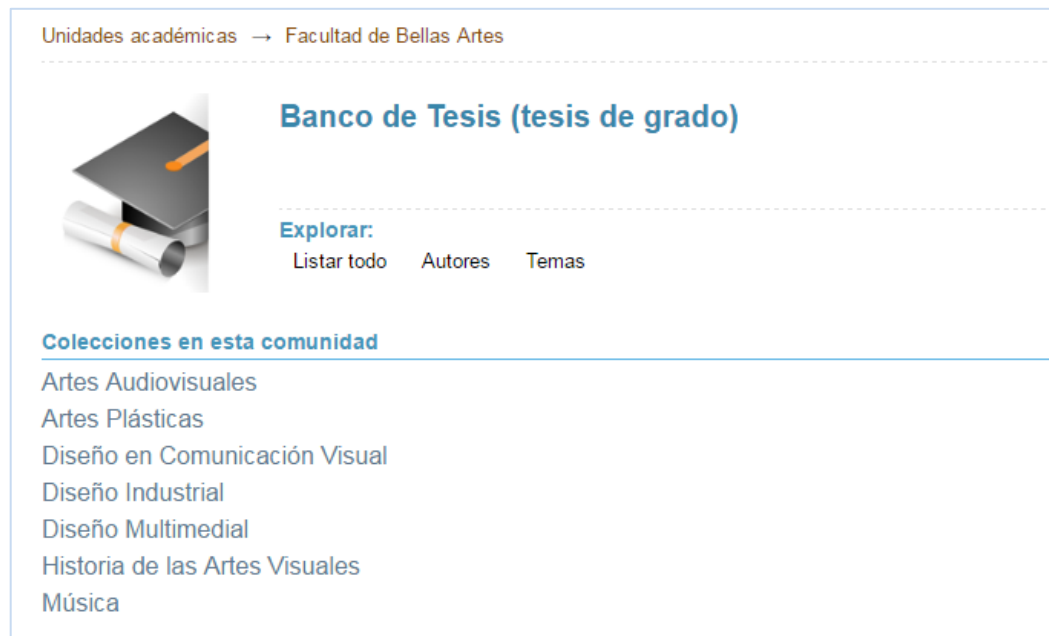 Unidades académicas → Facultad de Bellas Artes
Banco de Tesis (tesis de grado)
Explorar:
Listar todo Autores Temas
Colecciones en esta comunidad
Artes Audiovisuales
Artes Plásticas
Diseño en Comunicación Visual
Diseño Industrial
Diseño Multimedial
Historia de las Artes Visuales
Música